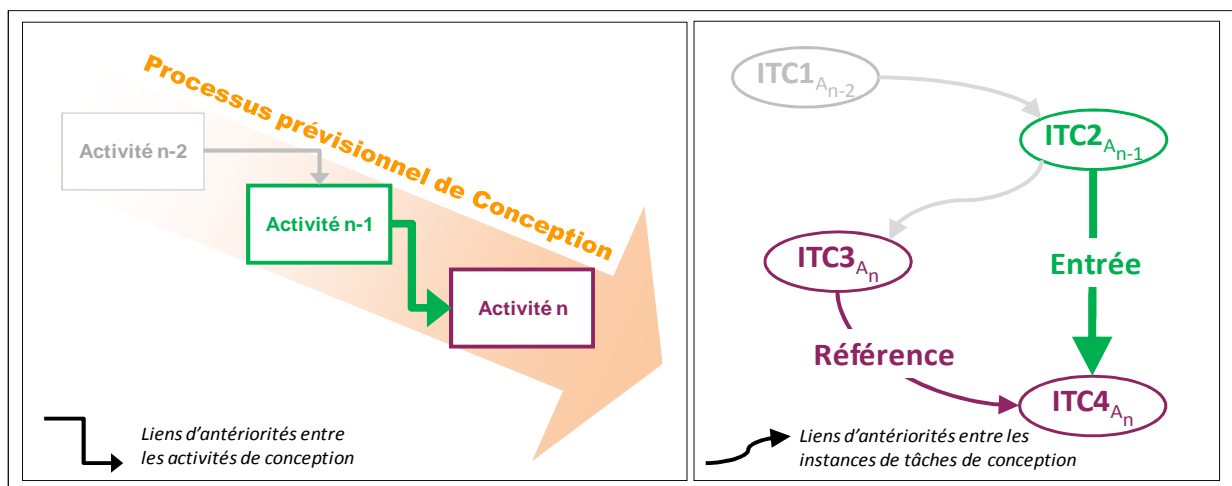 Processus prévisionnel de Conception
Activité n-2
Activité n-1
Activité n
Liens d'antériorités entre
les activités de conception
ITC1An-2
ITC2An-1
ITC3An
Entrée
Référence
ITC4An
Liens d'antériorités entre les
instances de tâches de conception